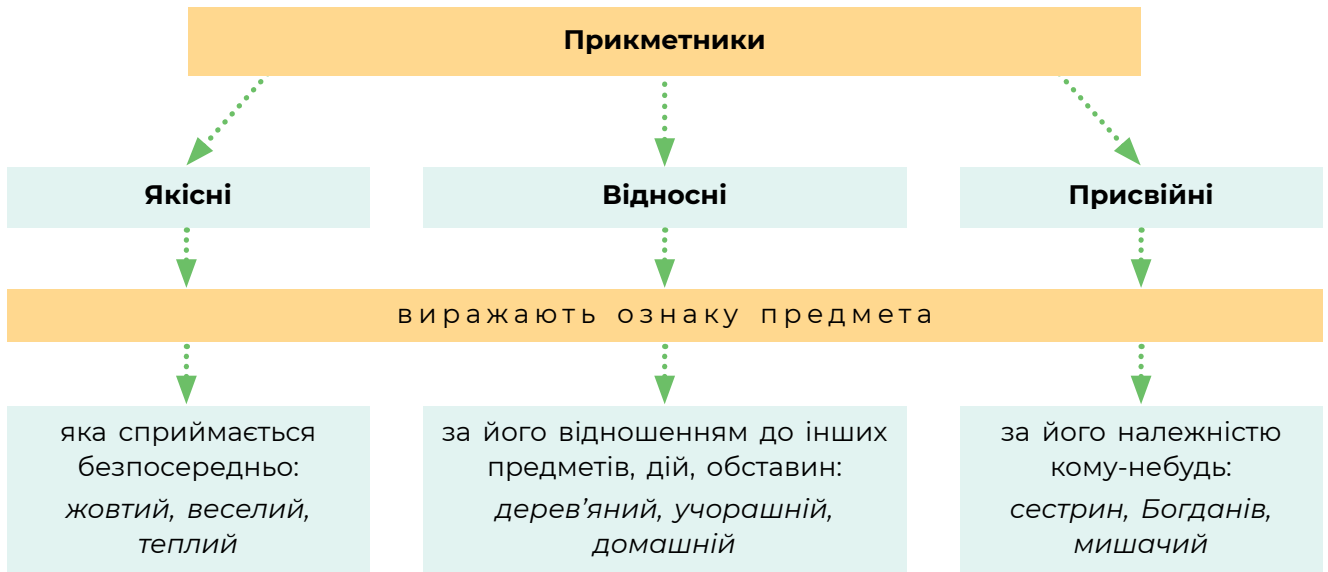 Прикметники
Якісні
Відносні
Присвійні
виражають ознаку предмета
яка сприймається
безпосередньо:
жовтий, веселий,
теплий
за його відношенням до інших
предметів, дій, обставин:
дерев’яний, учорашній,
домашній
за його належністю
кому-небудь:
сестрин, Богданів,
мишачий